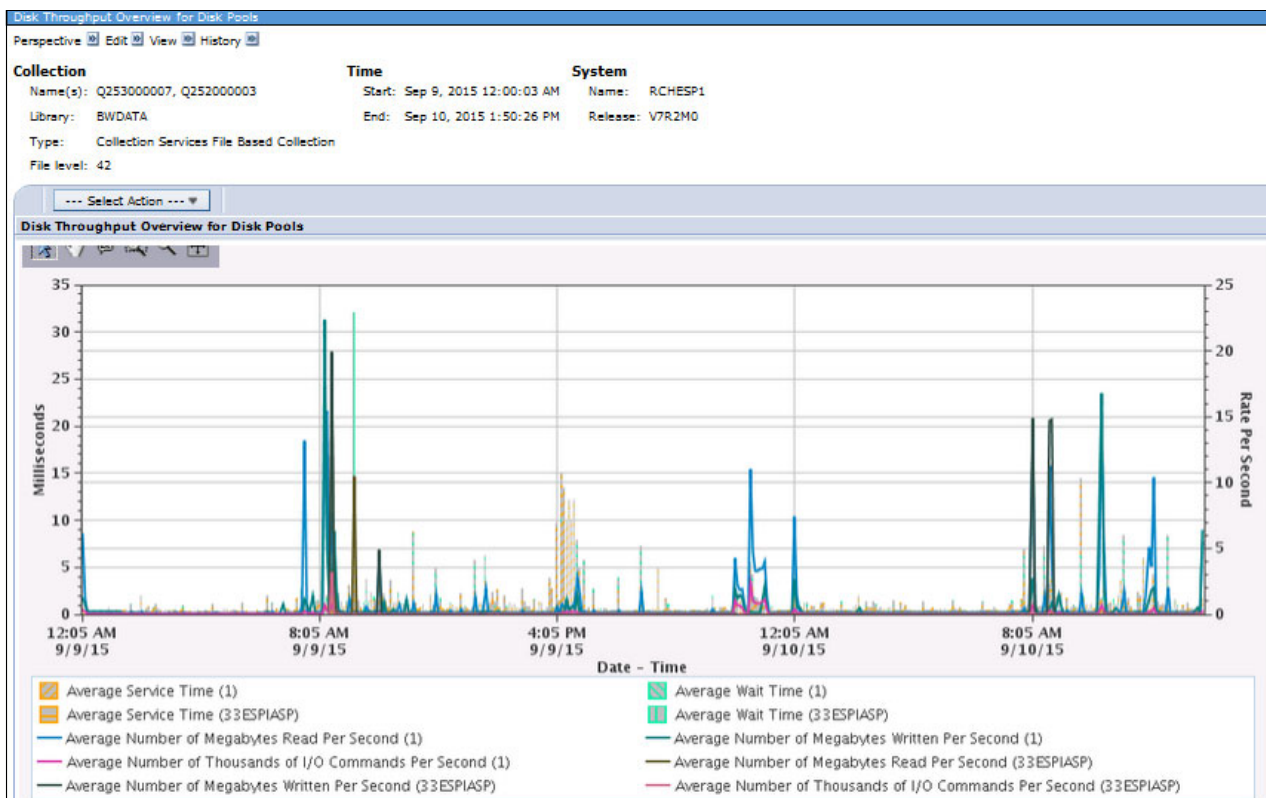 Disk Throughput Overview for Disk Pools
Perspective Edit View History
Collection Time System
Name(s): Q253000007, Q252000003 Start: Sep 9, 2015 12:00:03 AM Name: RCHESP1
Library: BWDATA End: Sep 10, 2015 1:50:26 PM Release: V7R2M0
Type: Collection Services File Based Collection
File level: 42
--- Select Action ---
Disk Throughput Overview for Disk Pools
35 25
30
20
25
20 15
15
10
10
5
5
0 0
Milliseconds
Rate Per Second
12:05 AM 8:05 AM 4:05 PM 12:05 AM 8:05 AM
9/9/15 9/9/15 9/9/15 9/10/15 9/10/15
Date - Time
Average Service Time (1) Average Wait Time (1)
Average Service Time (33ESPIASP) Average Wait Time (33ESPIASP)
Average Number of Megabytes Read Per Second (1) Average Number of Megabytes Written Per Second (1)
Average Number of Thousands of I/O Commands Per Second (1) Average Number of Megabytes Read Per Second (33ESPIASP)
Average Number of Megabytes Written Per Second (33ESPIASP) Average Number of Thousands of I/O Commands Per Second (33ESPIASP)